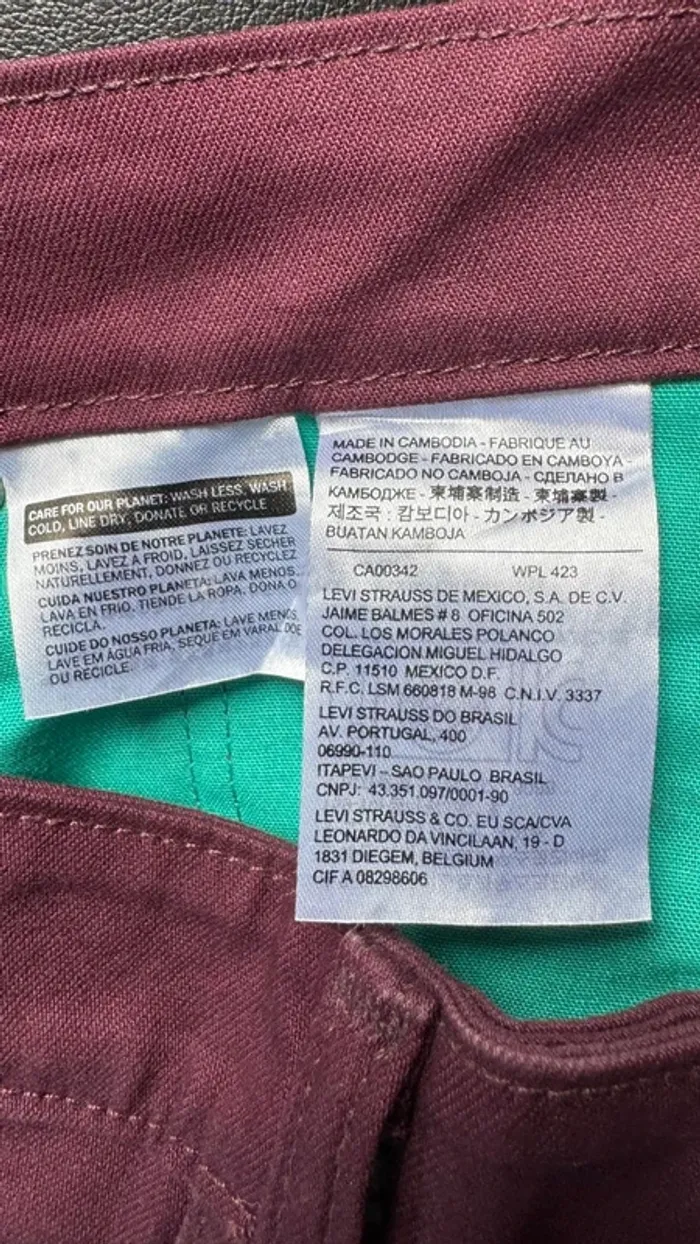 CARE FOR OUR PLANET: WASH LESS, WASH
COLD, LINE DRY, DONATE OR RECYCLE
PRENEZ SOIN DE NOTRE PLANETE: LAVEZ
MOINS, LAVEZ A FROID, LAISSEZ SECHER
NATURELLEMENT, DONNEZ OU RECYCLEZ
CUIDA NUESTRO PLANETA: LAVA MENOS.
LAVA EN FRIO. TIENDE LA ROPA. DONA O
RECICLA.
CUIDE DO NOSSO PLANETA: LAVE MENOS,
LAVE EM ÁGUA FRIA, SEQUE EM VARAL DOE
OU RECICLE.
MADE IN CAMBODIA - FABRIQUE AU
CAMBODGE - FABRICADO EN CAMBOYA -
FABRICADO NO CAMBOJA - СДЕЛАНО В
КАМБОДЖЕ - 柬埔寨制造 - 柬埔寨製 -
제조국 : 캄보디아 - カンボジア製 -
BUATAN KAMBOJA
CA00342 WPL 423
LEVI STRAUSS DE MEXICO, S.A. DE C.V.
JAIME BALMES # 8 OFICINA 502
COL. LOS MORALES POLANCO
DELEGACION MIGUEL HIDALGO
C.P. 11510 MEXICO D.F.
R.F.C. LSM 660818 M-98 C.N.I.V. 3337
LEVI STRAUSS DO BRASIL
AV. PORTUGAL, 400
06990-110
ITAPEVI – SAO PAULO BRASIL
CNPJ: 43.351.097/0001-90
LEVI STRAUSS & CO. EU SCA/CVA
LEONARDO DA VINCILAAN, 19 - D
1831 DIEGEM, BELGIUM
CIF A 08298606